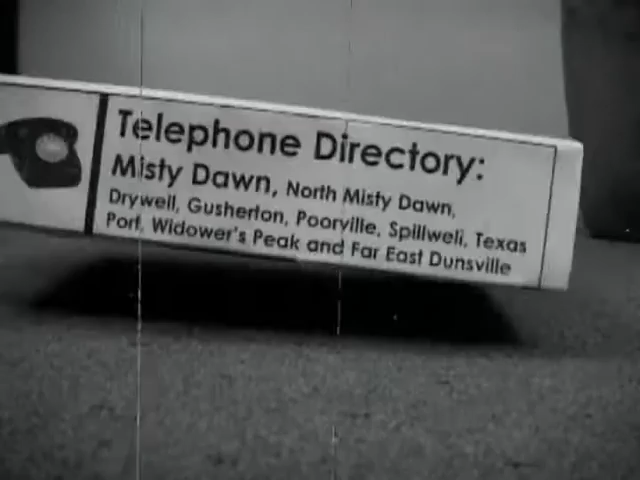 Telephone Directory:
Misty Dawn, North Misty Dawn,
Drywell, Gusherton, Poorville, Spillwell, Texas
Port, Widower's Peak and Far East Dunsville